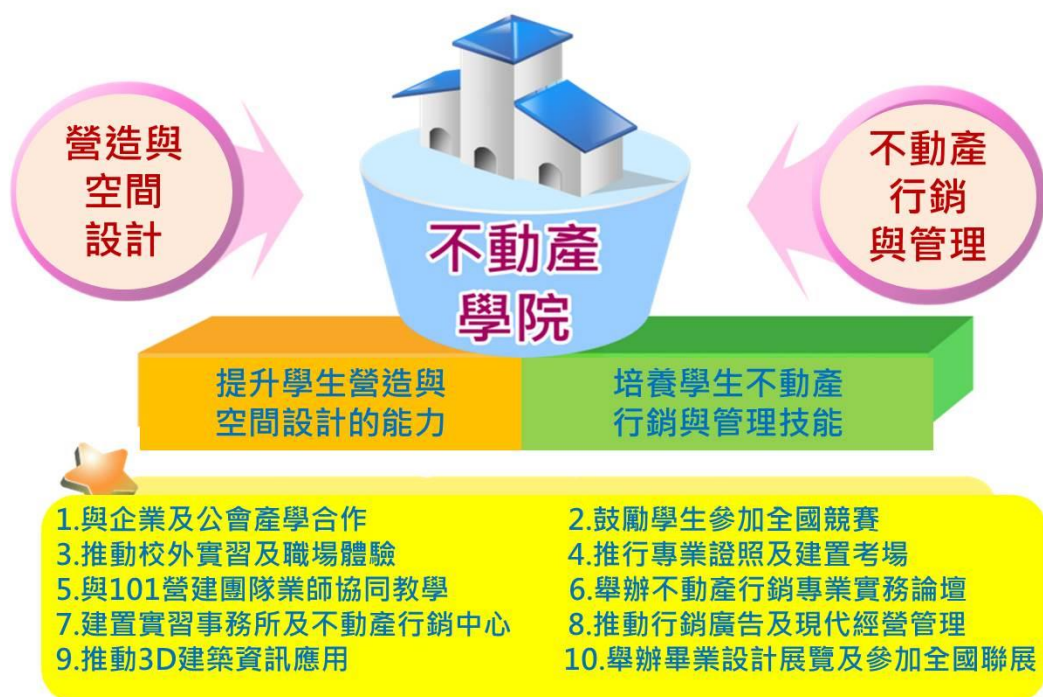 營造與
空間
設計
不動產
學院
不動產
行銷
與管理
提升學生營造與
空間設計的能力
培養學生不動產
行銷與管理技能
1.與企業及公會產學合作
2.鼓勵學生參加全國競賽
3.推動校外實習及職場體驗
4.推行專業證照及建置考場
5.與101營建團隊業師協同教學
6.舉辦不動產行銷專業實務論壇
7.建置實習事務所及不動產行銷中心
8.推動行銷廣告及現代經營管理
9.推動3D建築資訊應用
10.舉辦畢業設計展覽及參加全國聯展